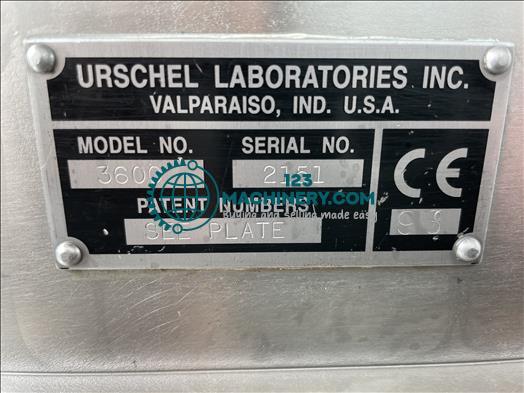 URSCHEL LABORATORIES INC.
VALPARAISO, IND. U.S.A.
MODEL NO. SERIAL NO.
2151
CE
123
MACHINERY.COM
PATENT NUMBERS
Buying and selling made easy
SEE PLATE